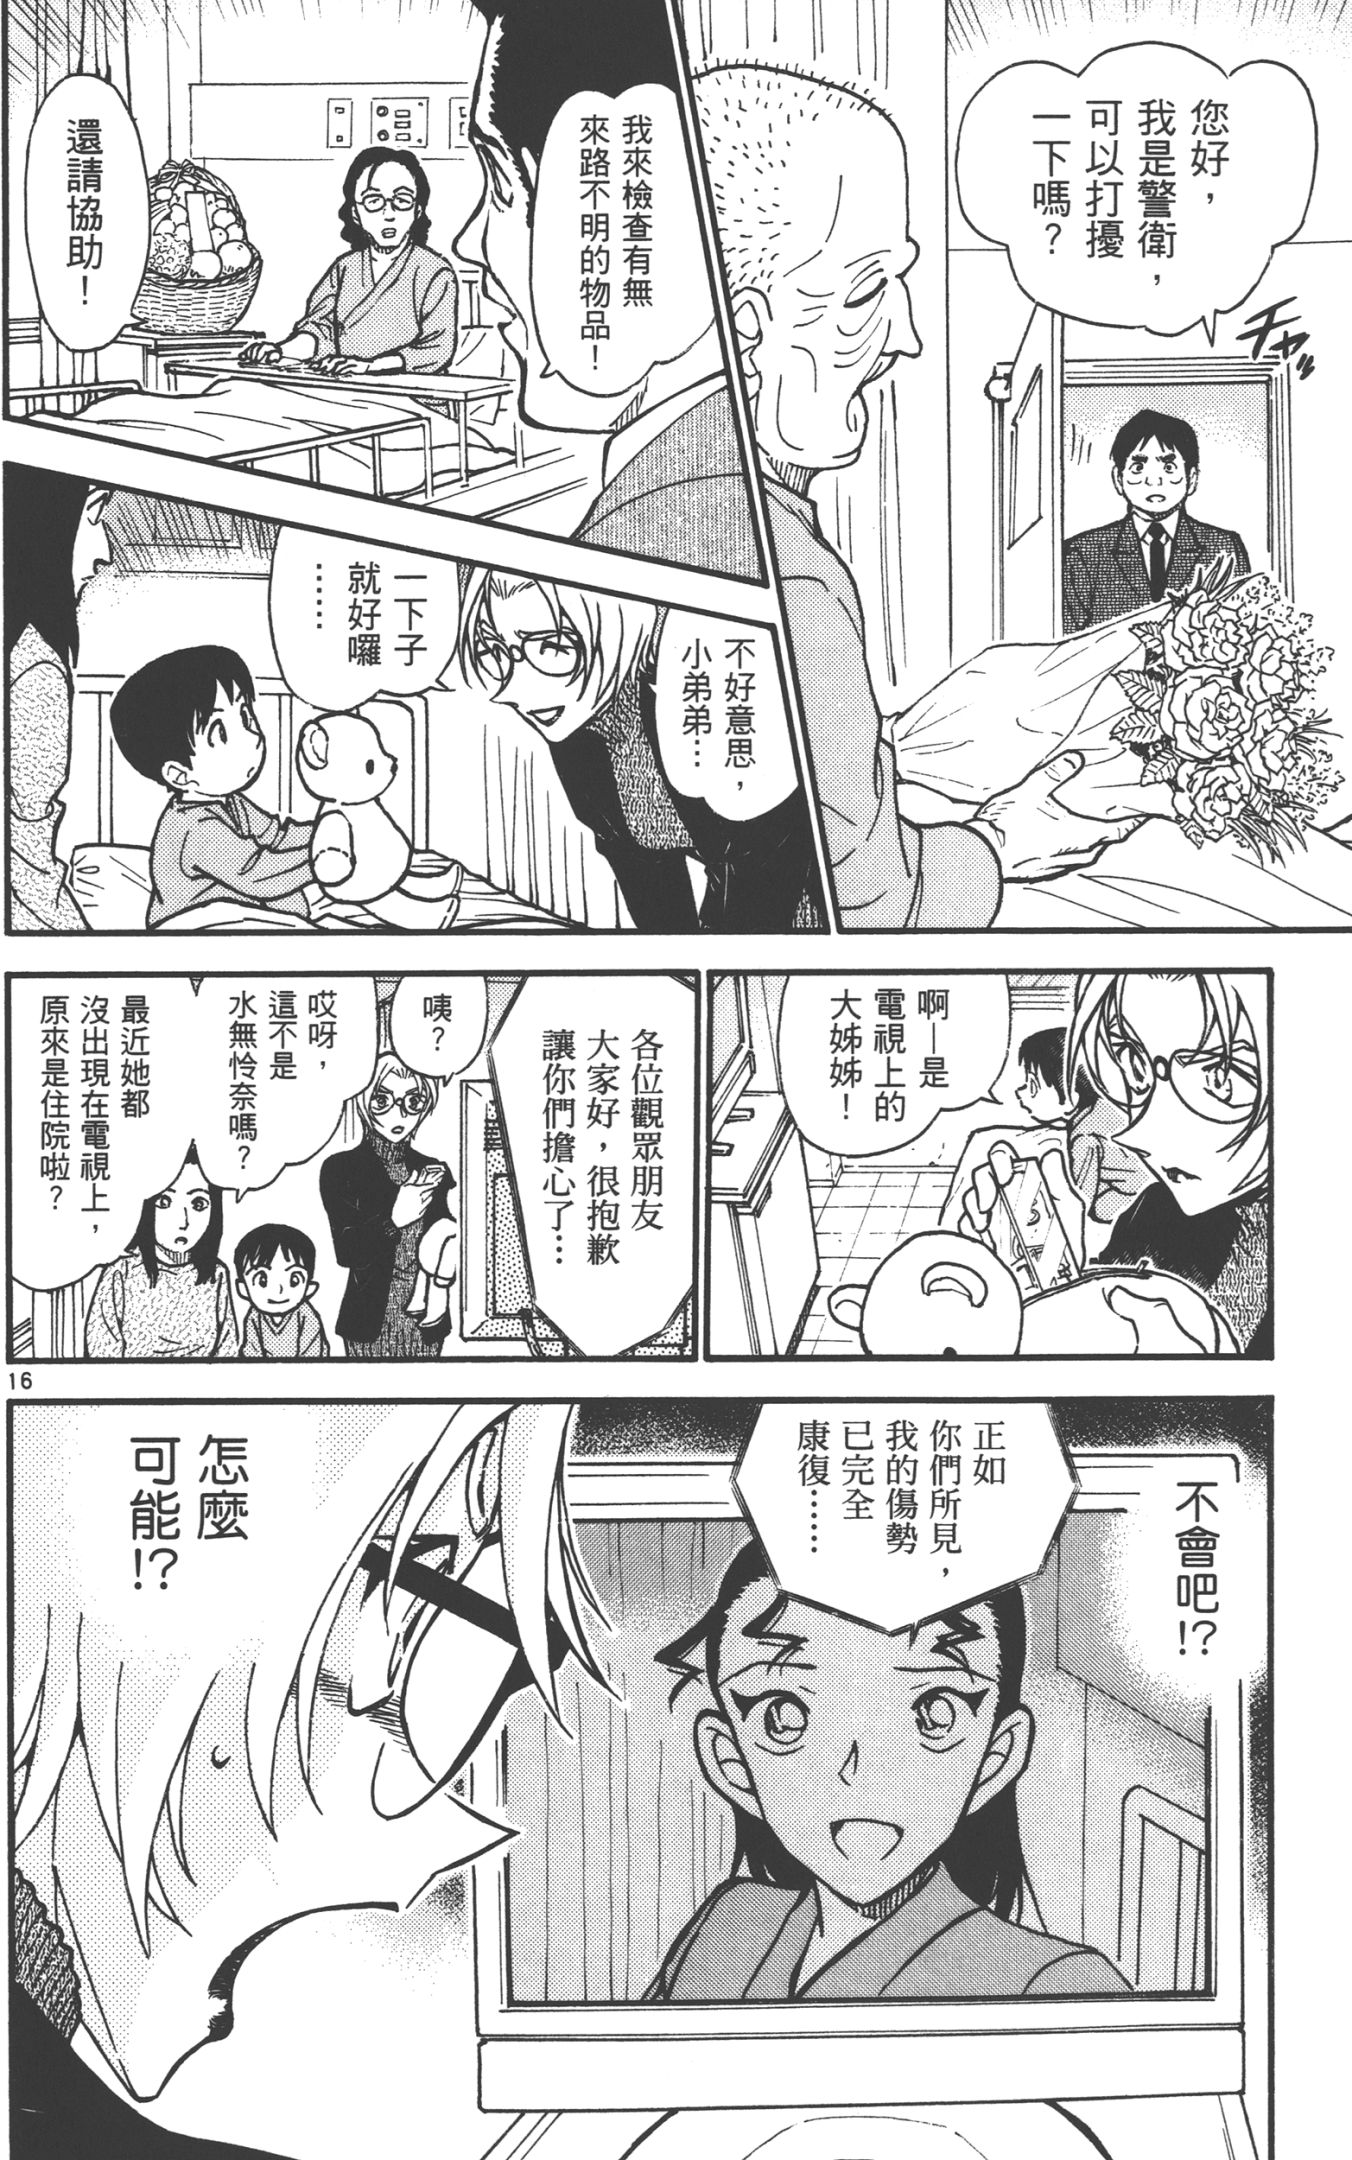 您好，
我是警衛，
可以打擾
一下嗎？
チャッ
我來檢查有無
來路不明的物品！
還請協助！
不好意思，
小弟弟…
一下子
就好囉
……
啊—是
電視上的
大姊姊！
各位觀眾朋友
大家好，很抱歉
讓你們擔心了…
咦？
哎呀，
這不是
水無怜奈嗎？
最近她都
沒出現在電視上，
原來是住院啦？
16
不會吧!?
正如
你們所見，
我的傷勢
已完全
康復……
怎麼
可能!?